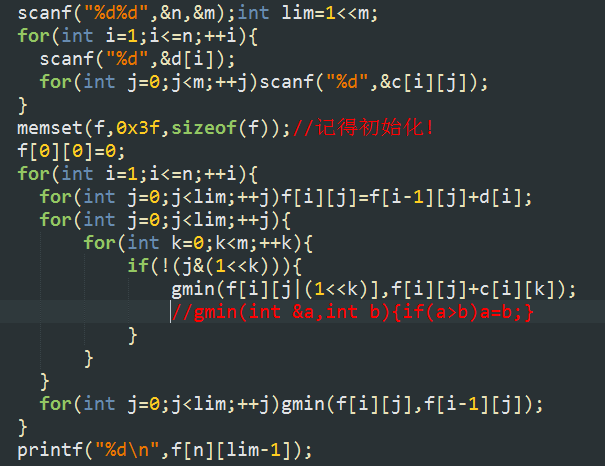 scanf("%d%d",&n,&m);int lim=1<<m;
for(int i=1;i<=n;++i){
scanf("%d",&d[i]);
for(int j=0;j<m;++j)scanf("%d",&c[i][j]);
}
memset(f,0x3f,sizeof(f));//记得初始化!
f[0][0]=0;
for(int i=1;i<=n;++i){
for(int j=0;j<lim;++j)f[i][j]=f[i-1][j]+d[i];
for(int j=0;j<lim;++j){
for(int k=0;k<m;++k){
if(!(j&(1<<k))){
gmin(f[i][j|(1<<k)],f[i][j]+c[i][k]);
//gmin(int &a,int b){if(a>b)a=b;}
}
}
}
for(int j=0;j<lim;++j)gmin(f[i][j],f[i-1][j]);
}
printf("%d\n",f[n][lim-1]);